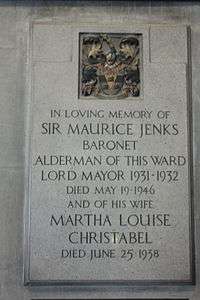 IN LOVING MEMORY OF
SIR MAURICE JENKS
BARONET
ALDERMAN OF THIS WARD
LORD MAYOR 1931-1932
DIED MAY 19-1946
AND OF HIS WIFE
MARTHA LOUISE
CHRISTABEL
DIED JUNE 25 1938